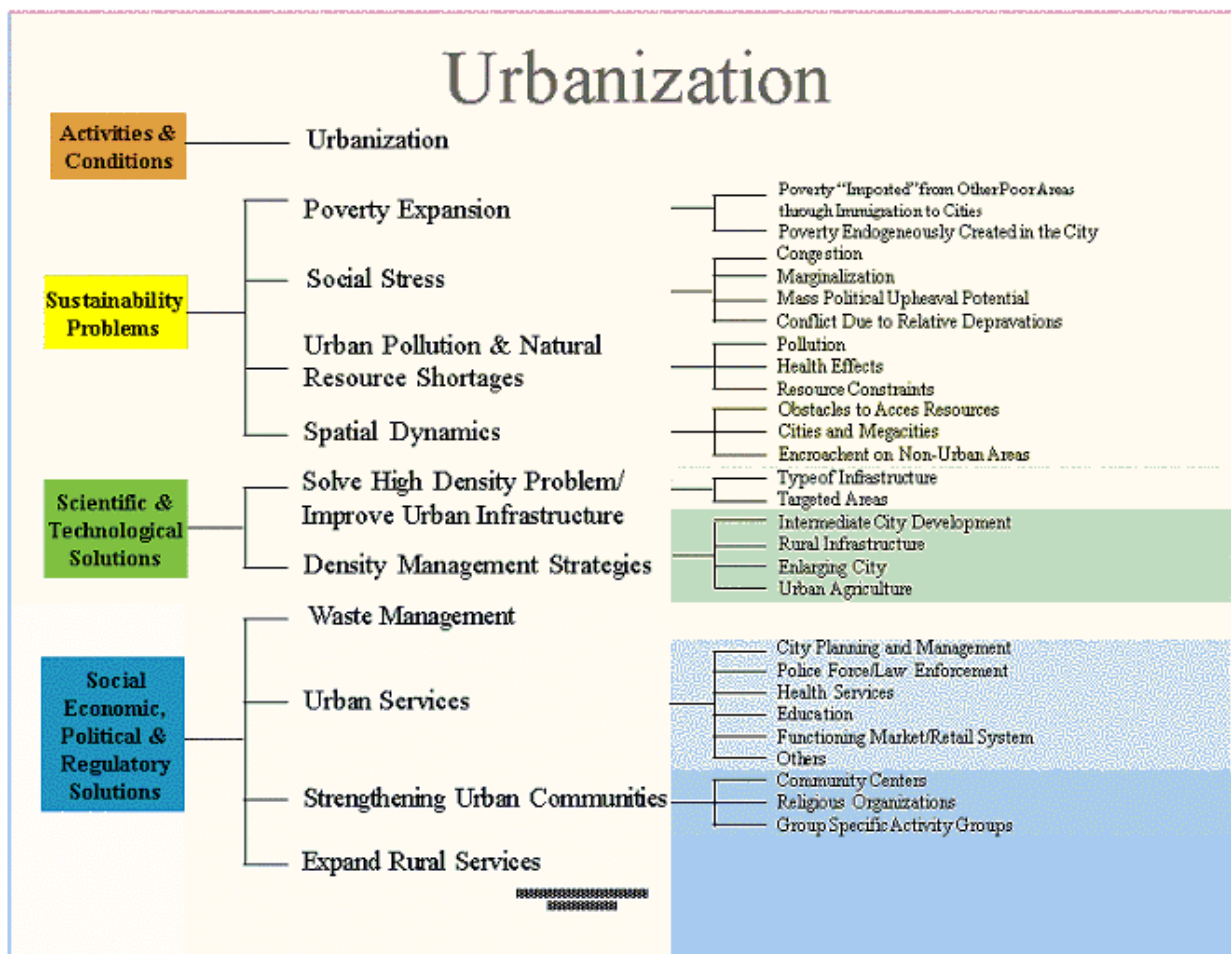 Urbanization
Activities &
Conditions
Urbanization
Sustainability
Problems
Poverty Expansion
Poverty “Imported” from Other Poor Areas
through Immigration to Cities
Poverty Endogeneously Created in the City
Social Stress
Congestion
Marginalization
Mass Political Upheaval Potential
Conflict Due to Relative Depravations
Urban Pollution & Natural
Resource Shortages
Pollution
Health Effects
Resource Constraints
Spatial Dynamics
Obstacles to Acces Resources
Cities and Megacities
Encroachent on Non-Urban Areas
Scientific &
Technological
Solutions
Solve High Density Problem/
Improve Urban Infrastructure
Type of Infrastructure
Targeted Areas
Density Management Strategies
Intermediate City Development
Rural Infrastructure
Enlarging City
Urban Agriculture
Social
Economic,
Political &
Regulatory
Solutions
Waste Management
Urban Services
City Planning and Management
Police Force/Law Enforcement
Health Services
Education
Functioning Market/Retail System
Others
Strengthening Urban Communities
Community Centers
Religious Organizations
Group Specific Activity Groups
Expand Rural Services